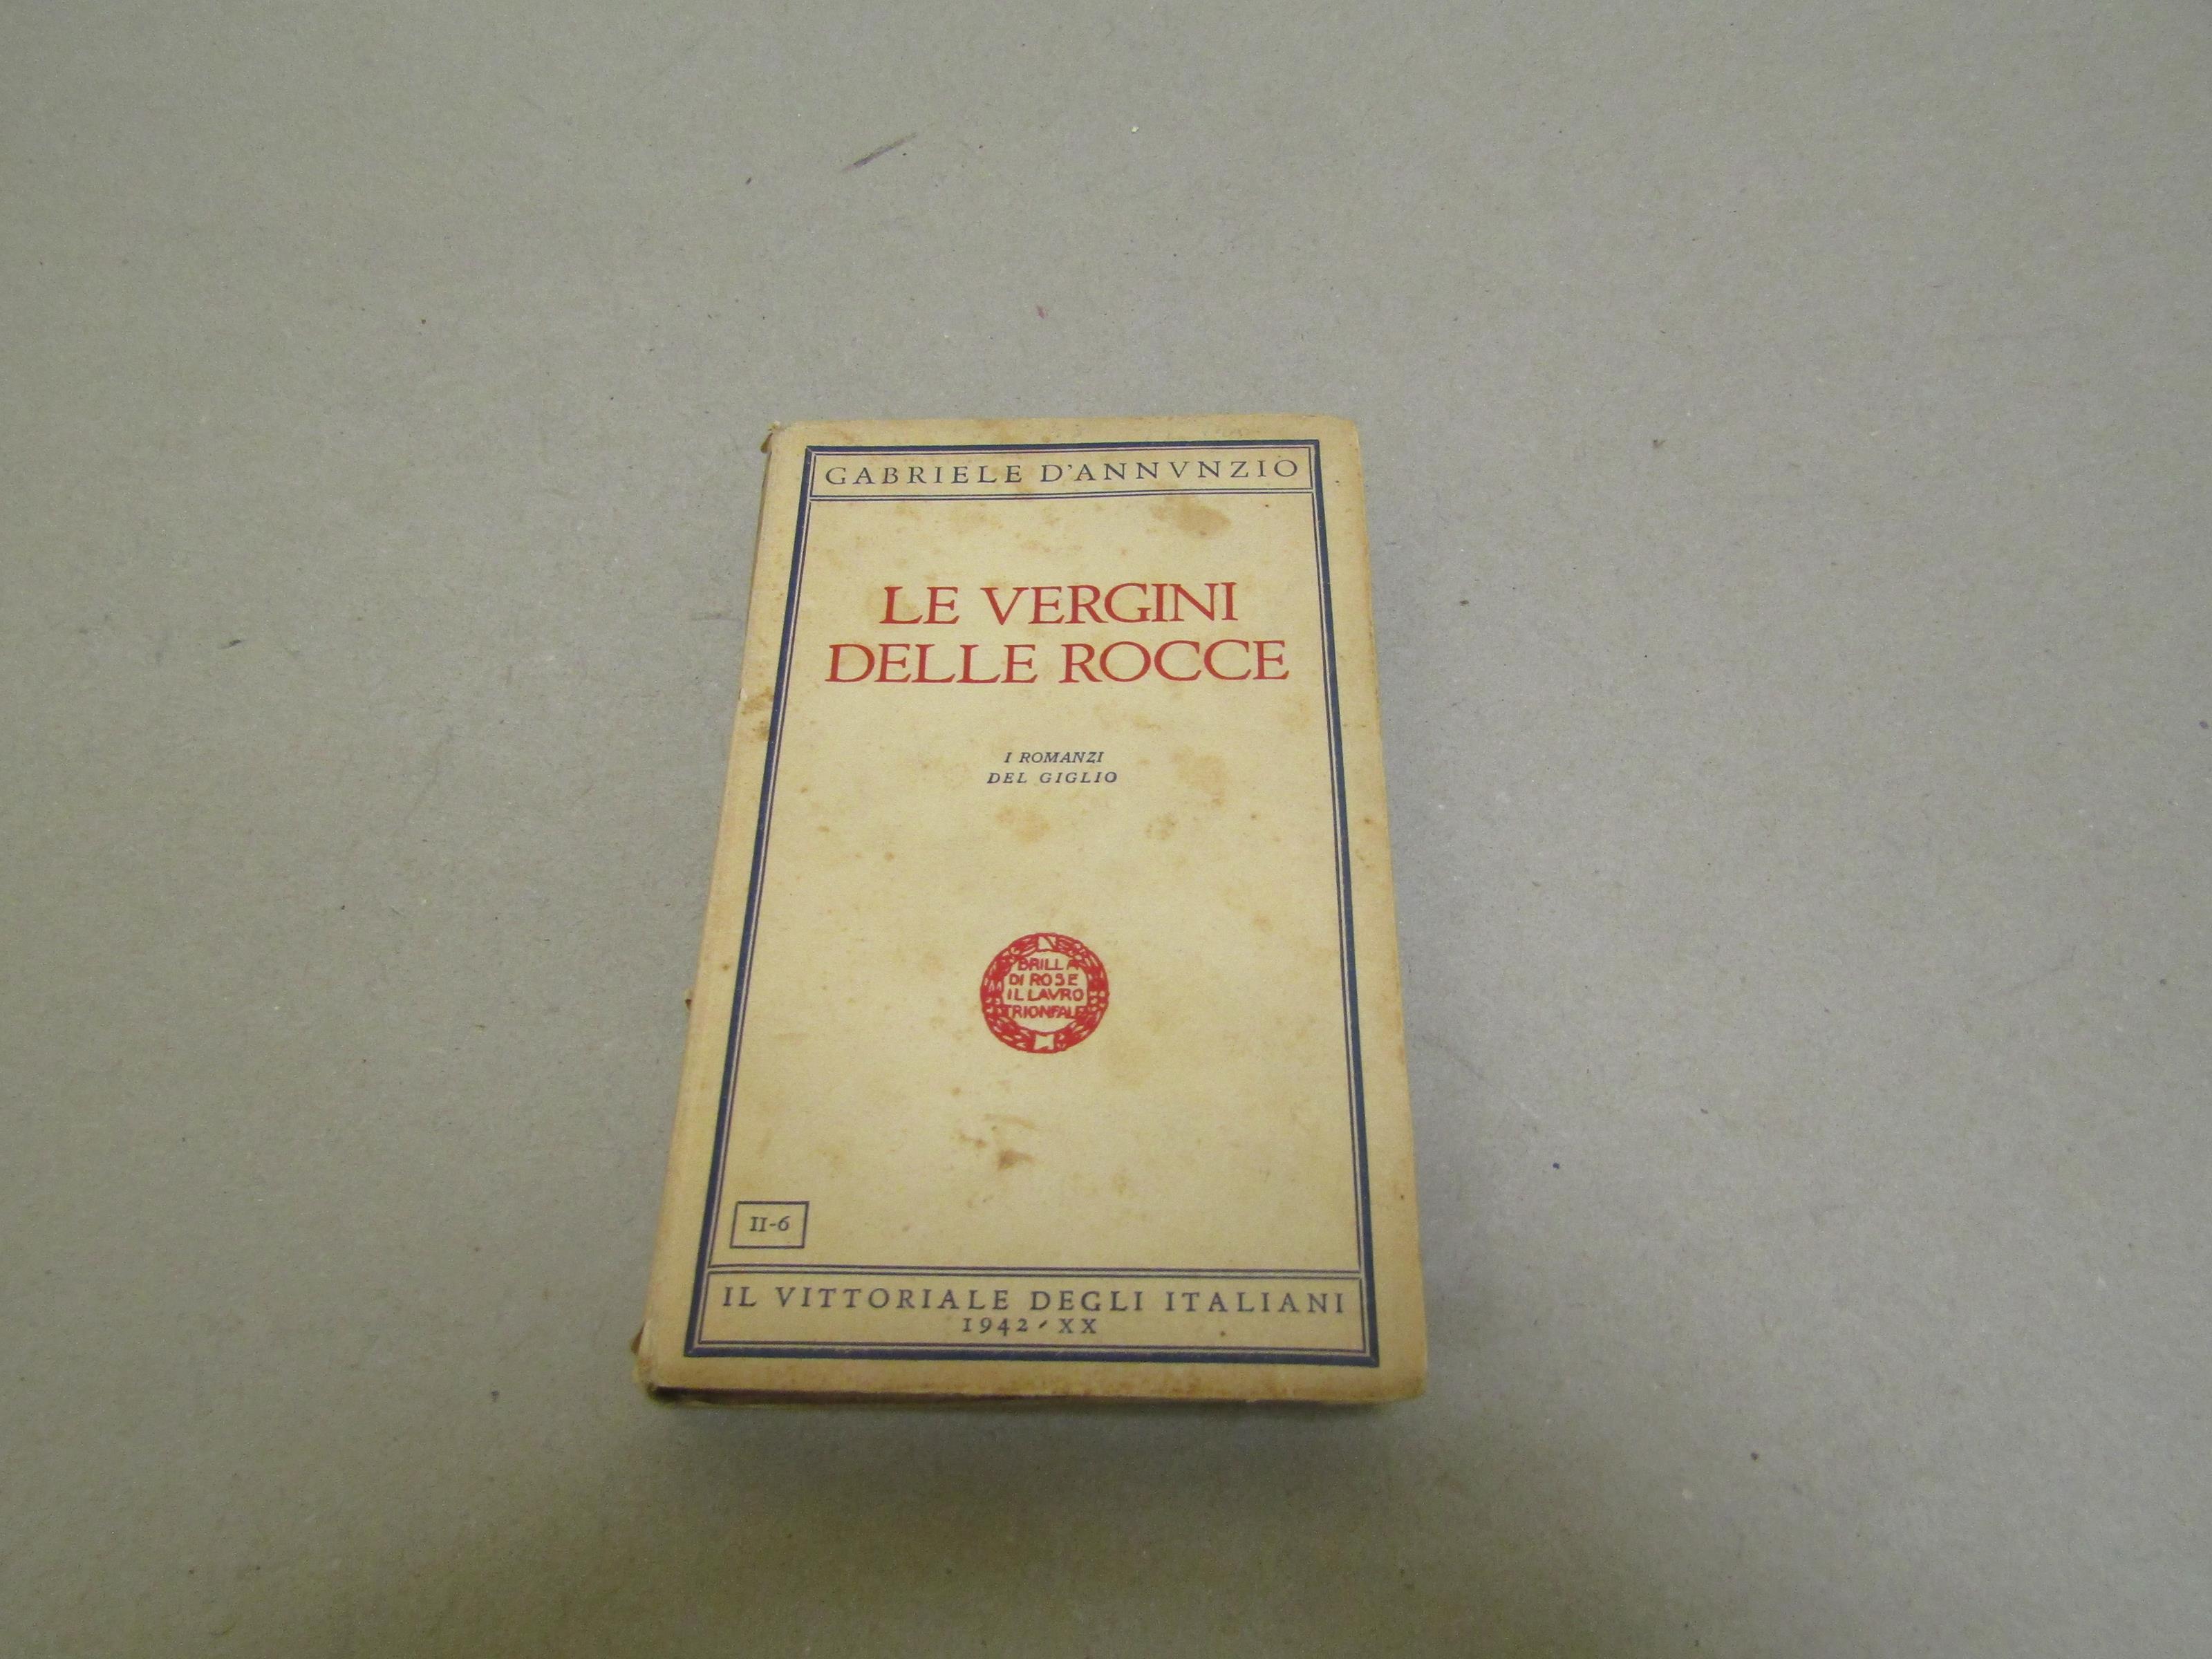 GABRIELE D'ANNVNZIO
LE VERGINI
DELLE ROCCE
I ROMANZI
DEL GIGLIO
BRILLA
DI ROSE
IL LAVRO
TRIONFALE
II-6
IL VITTORIALE DEGLI ITALIANI
1942-XX